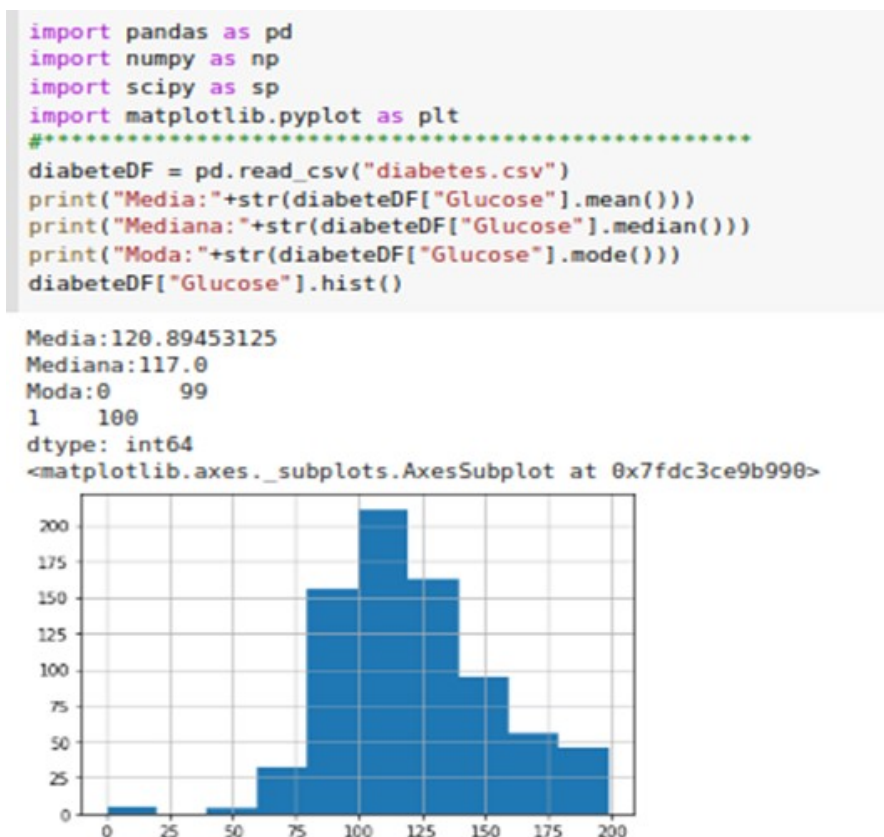 import pandas as pd
import numpy as np
import scipy as sp
import matplotlib.pyplot as plt
#***************************************************
diabeteDF = pd.read_csv("diabetes.csv")
print("Media:"+str(diabeteDF["Glucose"].mean()))
print("Mediana:"+str(diabeteDF["Glucose"].median()))
print("Moda:"+str(diabeteDF["Glucose"].mode()))
diabeteDF["Glucose"].hist()
Media:120.89453125
Mediana:117.0
Moda:0     99
1    100
dtype: int64
<matplotlib.axes._subplots.AxesSubplot at 0x7fdc3ce9b990>
200
175
150
125
100
75
50
25
0
0 25 50 75 100 125 150 175 200